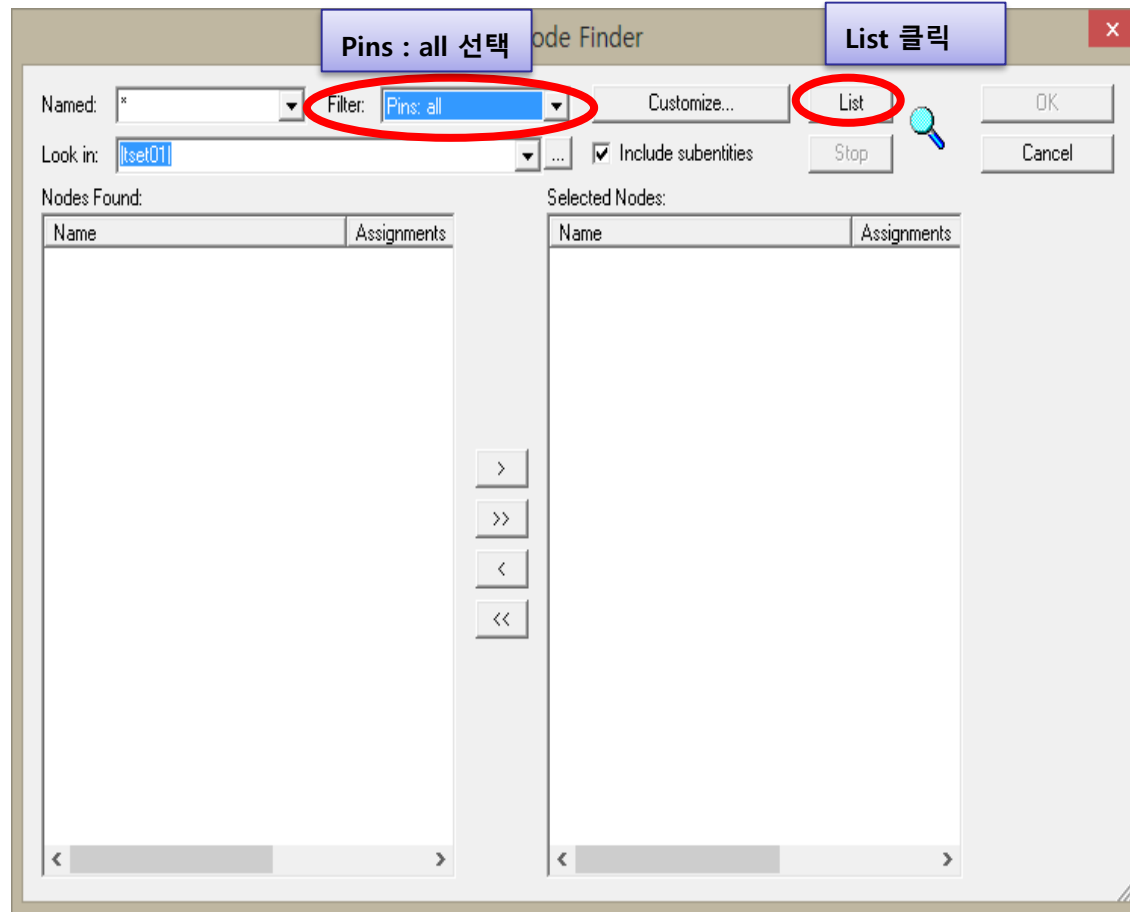 Pins : all 선택
ode Finder
List 클릭
x
Named: * Filter: Pins: all Customize... List OK
Look in: |tset01| ... Include subentities Stop Cancel
Nodes Found: Selected Nodes:
Name Assignments Name Assignments
>
>>
<
<<